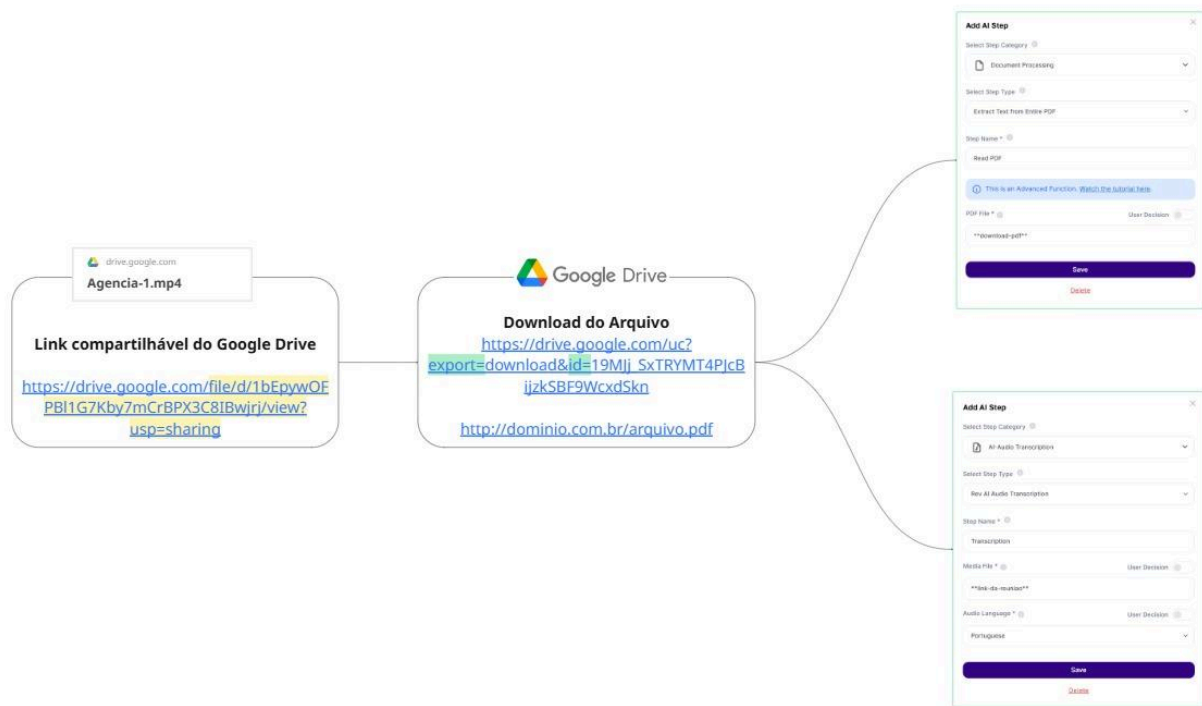 drive.google.com
Agencia-1.mp4
Link compartilhável do Google Drive
https://drive.google.com/file/d/1bEpywOF
PBl1G7Kby7mCrBPX3C8IBwjrj/view?
usp=sharing
Google Drive
Download do Arquivo
https://drive.google.com/uc?
export=download&id=19MJj_SxTRYMT4PJcB
ijzkSBF9WcxdSkn
http://dominio.com.br/arquivo.pdf
Add AI Step
Select Step Category
Document Processing
Select Step Type
Extract Text from Entire PDF
Step Name *
Read PDF
This is an Advanced Function. Watch the tutorial here.
PDF File * User Decision
**download-pdf**
Save
Delete
Add AI Step
Select Step Category
AI Audio Transcription
Select Step Type
Rev AI Audio Transcription
Step Name *
Transcription
Media File * User Decision
**link-da-reuniao**
Audio Language * User Decision
Portuguese
Save
Delete